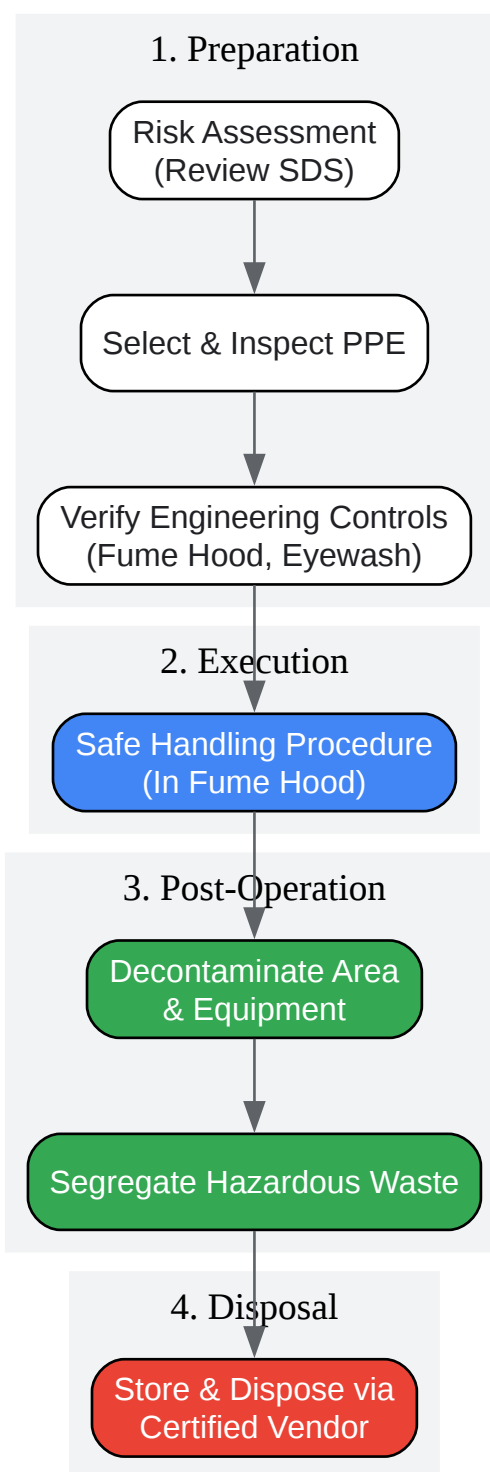 1. Preparation
Risk Assessment
(Review SDS)
Select & Inspect PPE
Verify Engineering Controls
(Fume Hood, Eyewash)
2. Execution
Safe Handling Procedure
(In Fume Hood)
3. Post-Operation
Decontaminate Area
& Equipment
Segregate Hazardous Waste
4. Disposal
Store & Dispose via
Certified Vendor